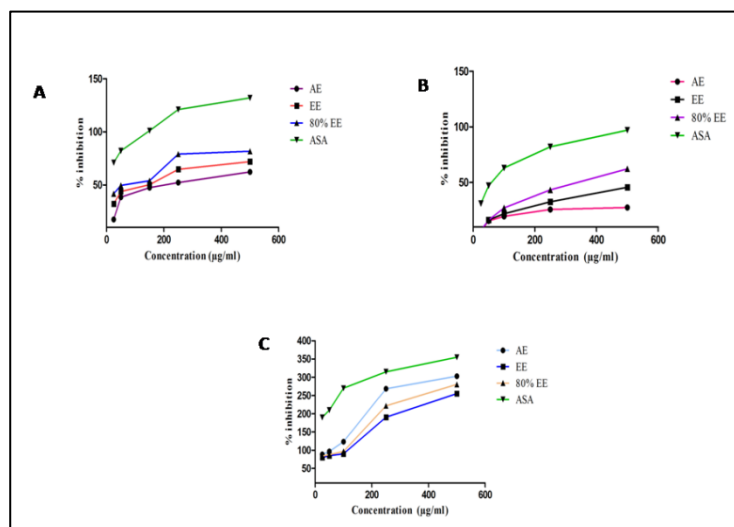 A
150
100
50
% inhibition
0
200
400
600
Concentration (µg/ml)
AE
EE
80% EE
ASA
B
150
100
50
% inhibition
0
200
400
600
Concentration (µg/ml)
AE
EE
80% EE
ASA
C
400
350
300
250
200
150
100
50
% inhibition
0
200
400
600
Concentration (µg/ml)
AE
EE
80% EE
ASA